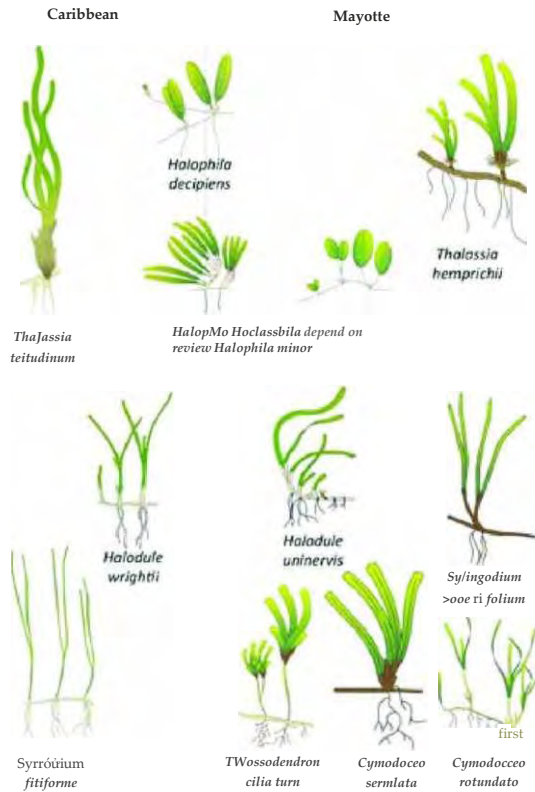 Caribbean
Mayotte
Halophila
decipiens
Thalassia
hemprichii
ThaJassia
teitudinum
HalopMo Hoclassbila depend on
review Halophila minor
Halodule
wrightii
Halodule
uninervis
Sy/ingodium
>ooe ri folium
first
Syrróúrium
fitiforme
TWossodendron
cilia turn
Cymodoceo
sermlata
Cymodocceo
rotundato